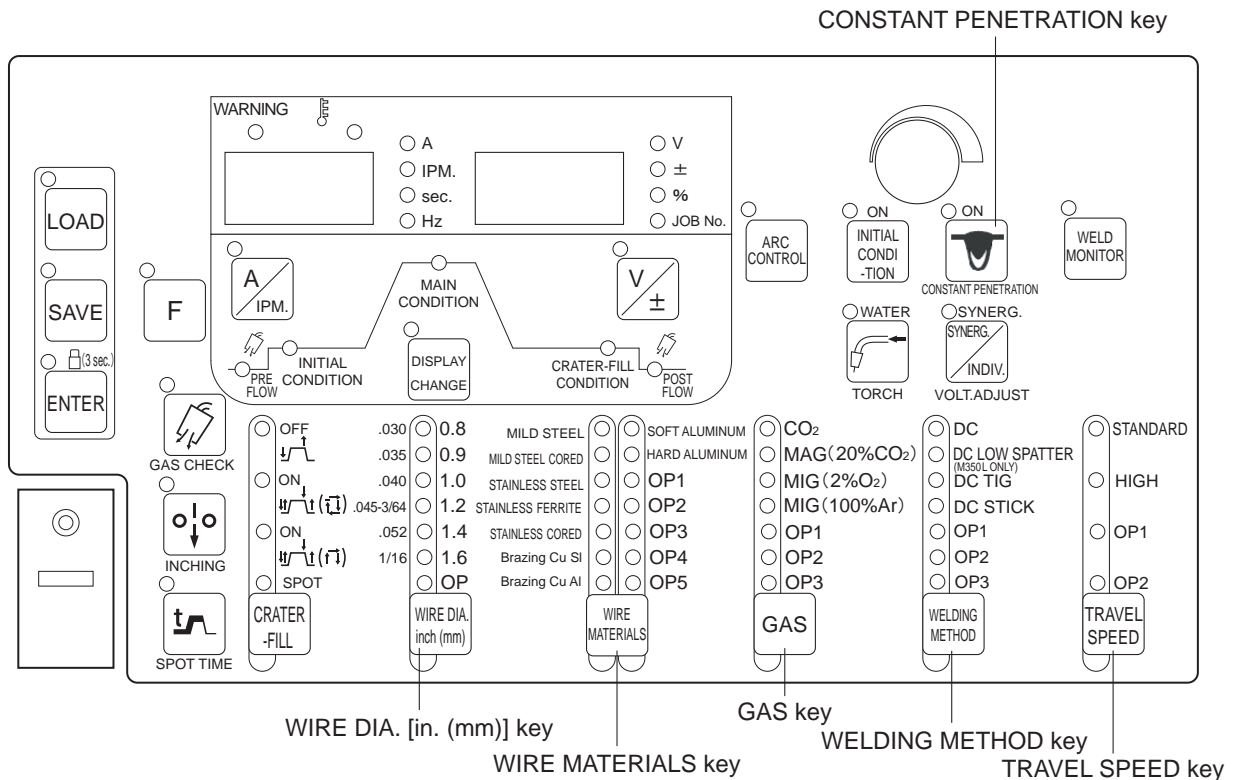 CONSTANT PENETRATION key
WARNING
A
IPM.
sec.
Hz
V
±
%
JOB No.
LOAD
SAVE
(3 sec.)
ENTER
F
A
IPM.
MAIN
CONDITION
V
±
INITIAL
CONDITION
DISPLAY
CHANGE
CRATER-FILL
CONDITION
PRE
FLOW
POST
FLOW
ARC
CONTROL
ON
INITIAL
CONDI
-TION
ON
CONSTANT PENETRATION
WELD
MONITOR
WATER
TORCH
SYNERG.
SYNERG.
INDIV.
VOLT.ADJUST
GAS CHECK
INCHING
t
SPOT TIME
OFF
ON
ON
SPOT
CRATER
-FILL
.030 0.8
.035 0.9
.040 1.0
.045-3/64 1.2
.052 1.4
1/16 1.6
OP
WIRE DIA.
inch (mm)
MILD STEEL
MILD STEEL CORED
STAINLESS STEEL
STAINLESS FERRITE
STAINLESS CORED
Brazing Cu SI
Brazing Cu Al
SOFT ALUMINUM
HARD ALUMINUM
OP1
OP2
OP3
OP4
OP5
WIRE
MATERIALS
CO2
MAG(20%CO2)
MIG(2%O2)
MIG(100%Ar)
OP1
OP2
OP3
GAS
DC
DC LOW SPATTER
(M350L ONLY)
DC TIG
DC STICK
OP1
OP2
OP3
WELDING
METHOD
STANDARD
HIGH
OP1
OP2
TRAVEL
SPEED
WIRE DIA. [in. (mm)] key
WIRE MATERIALS key
GAS key
WELDING METHOD key
TRAVEL SPEED key